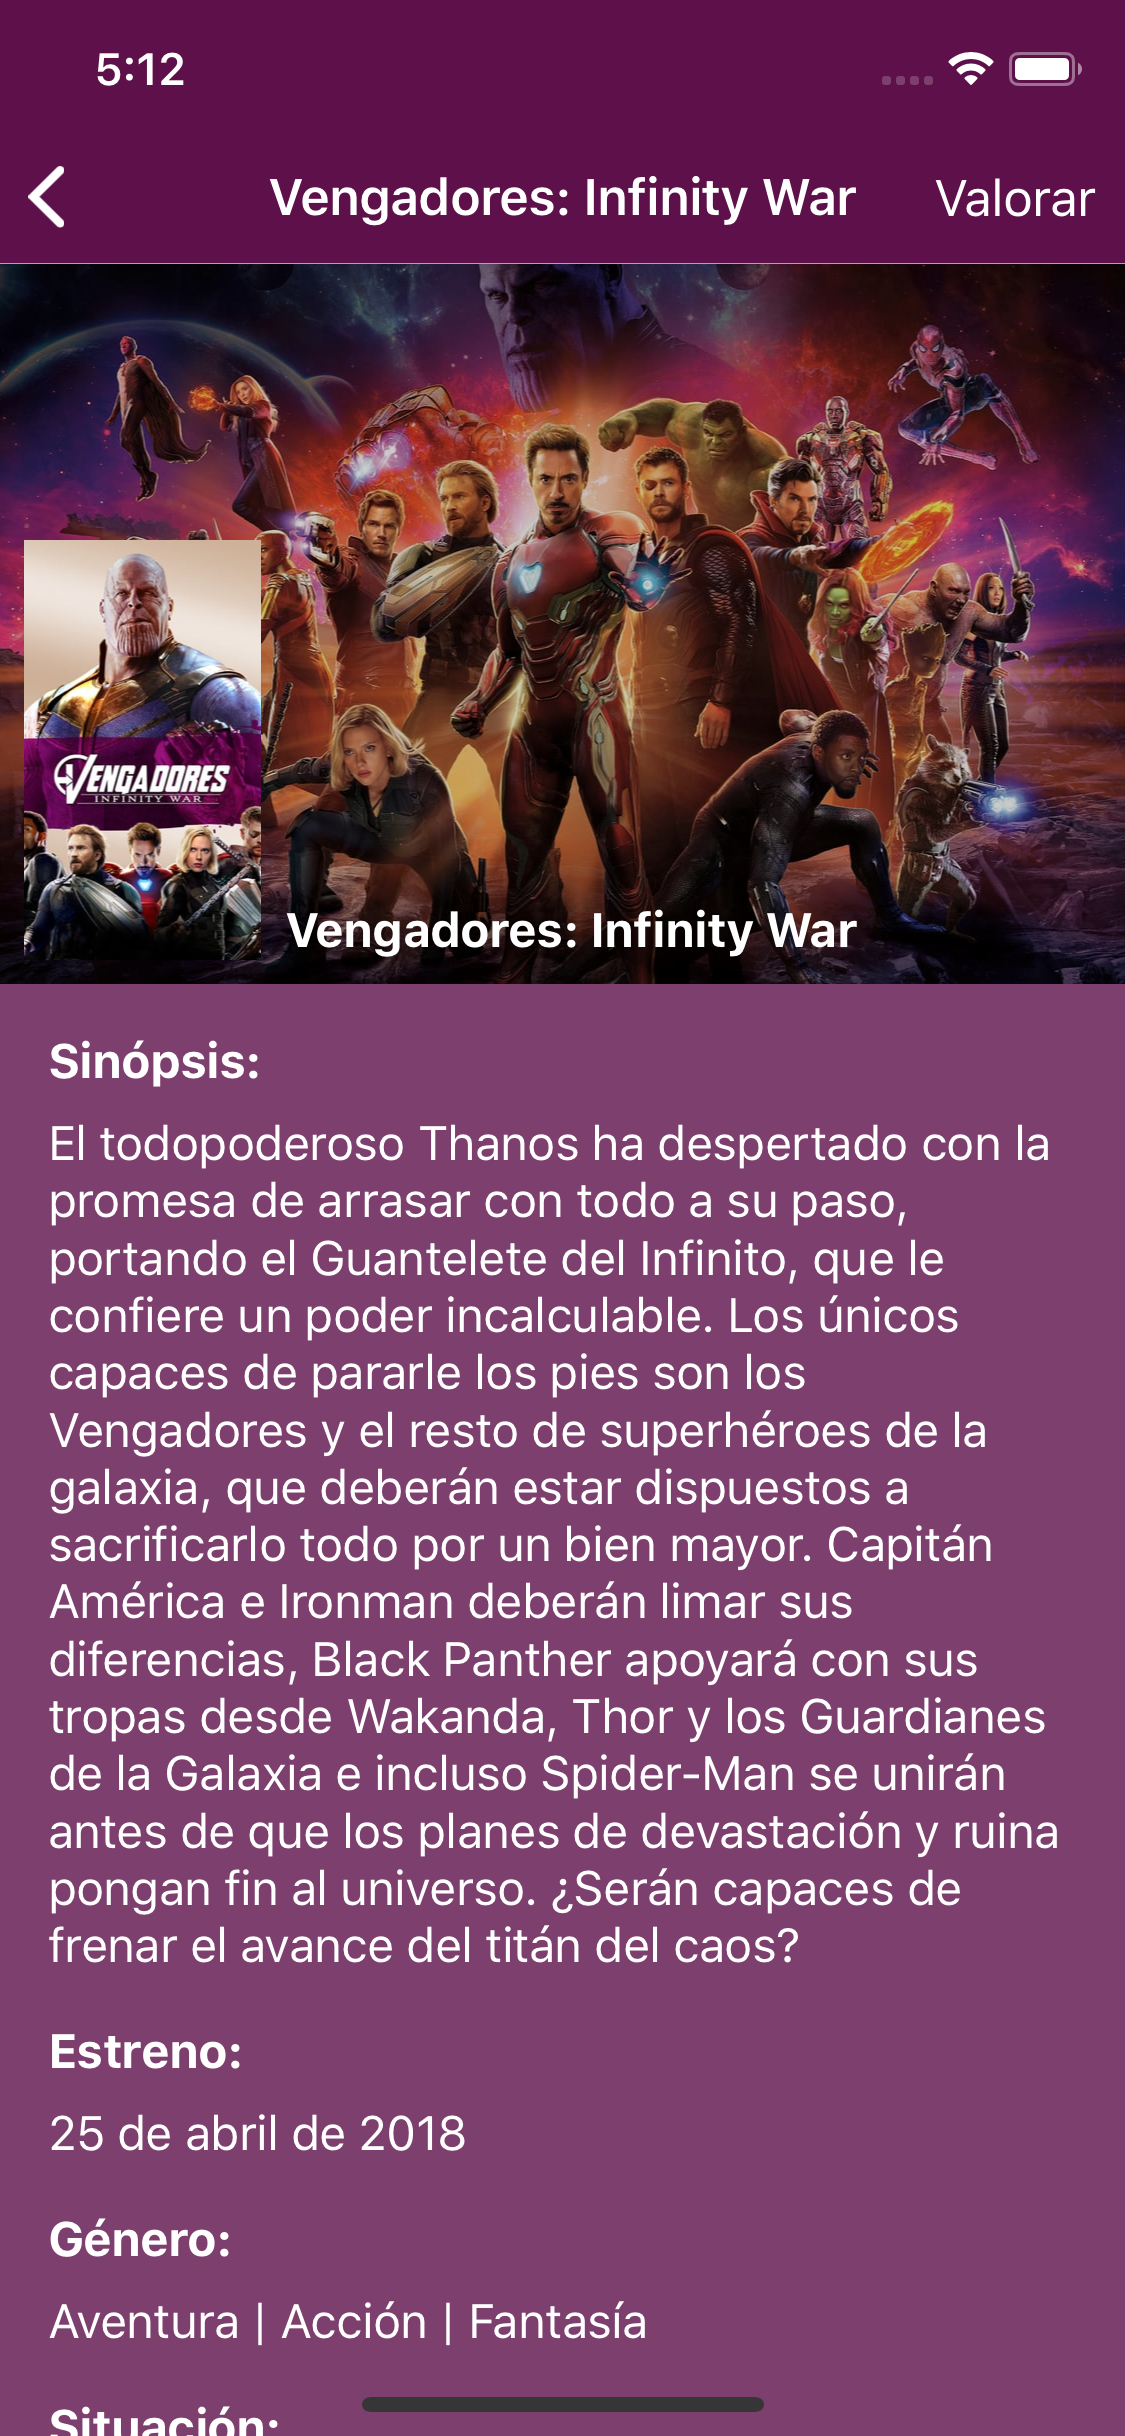 5:12
Vengadores: Infinity War
Valorar
VENGADORES
INFINITY WAR
Vengadores: Infinity War
Sinópsis:
El todopoderoso Thanos ha despertado con la
promesa de arrasar con todo a su paso,
portando el Guantelete del Infinito, que le
confiere un poder incalculable. Los únicos
capaces de pararle los pies son los
Vengadores y el resto de superhéroes de la
galaxia, que deberán estar dispuestos a
sacrificarlo todo por un bien mayor. Capitán
América e Ironman deberán limar sus
diferencias, Black Panther apoyará con sus
tropas desde Wakanda, Thor y los Guardianes
de la Galaxia e incluso Spider-Man se unirán
antes de que los planes de devastación y ruina
pongan fin al universo. ¿Serán capaces de
frenar el avance del titán del caos?
Estreno:
25 de abril de 2018
Género:
Aventura | Acción | Fantasía
Situación: